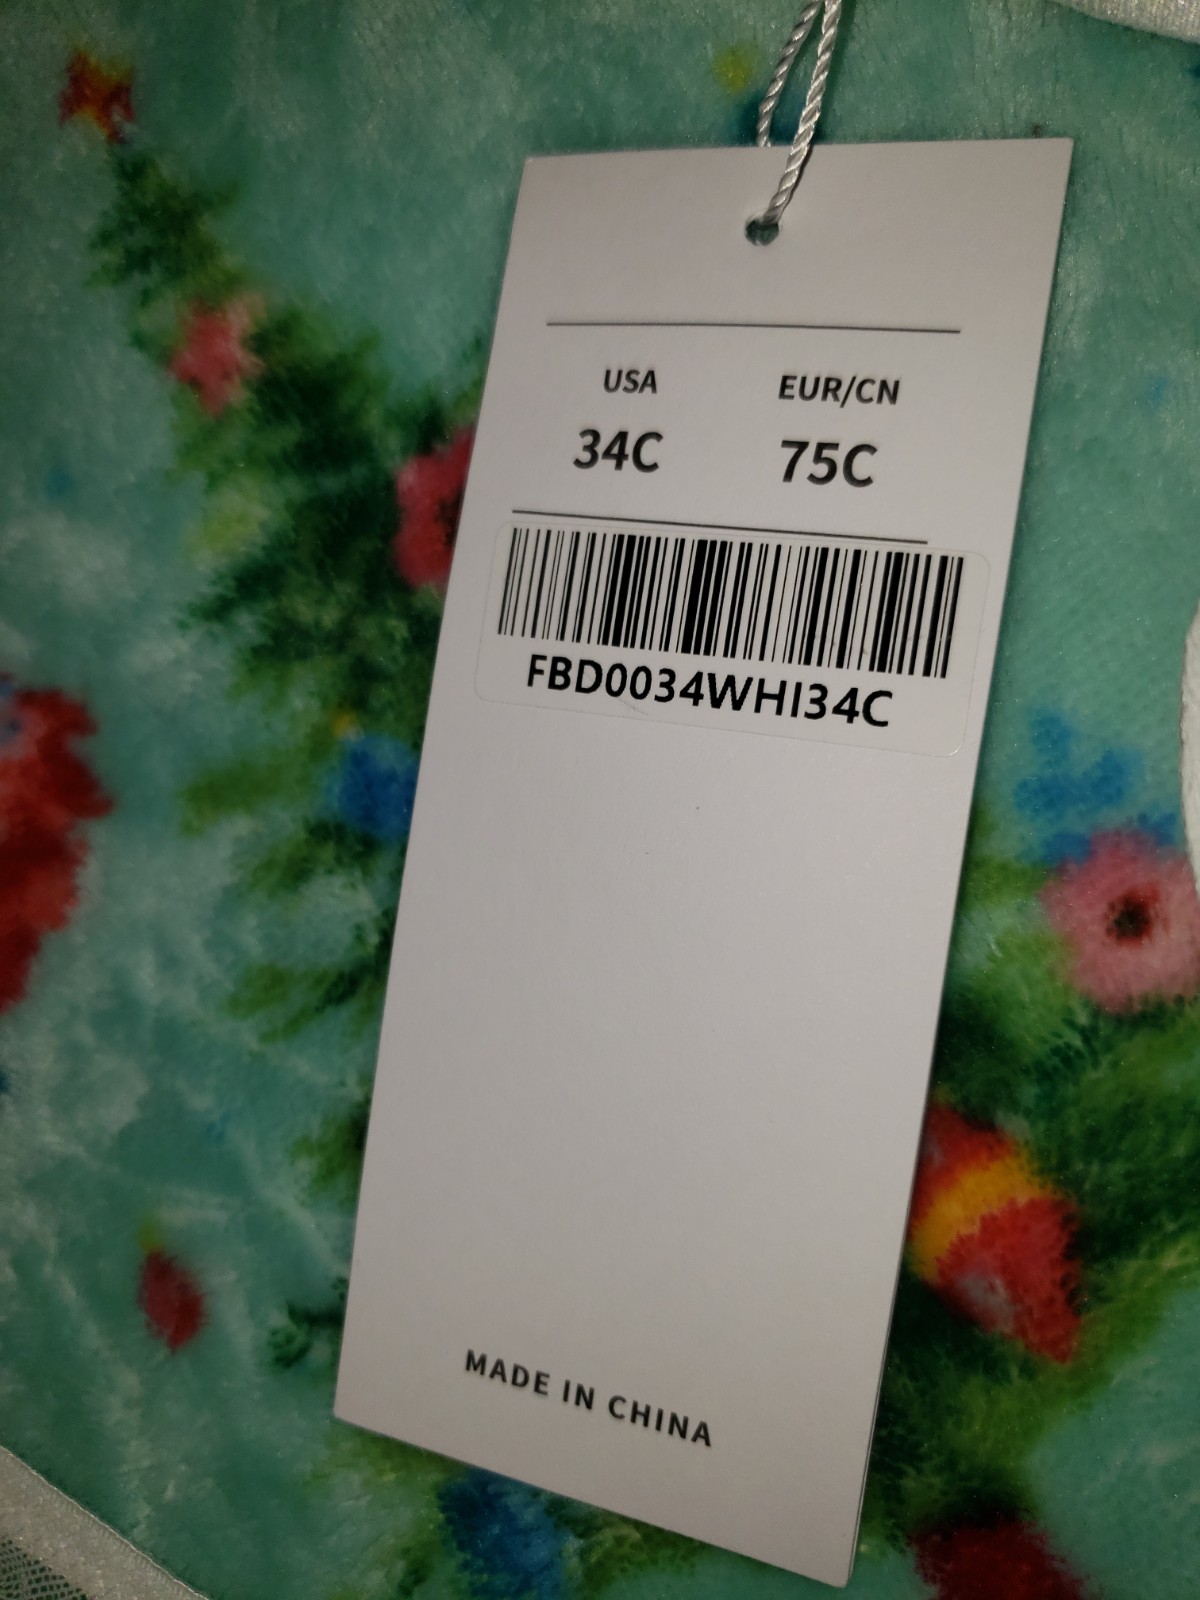 USA EUR/CN
34C 75C
FBD0034WHI34C
MADE IN CHINA